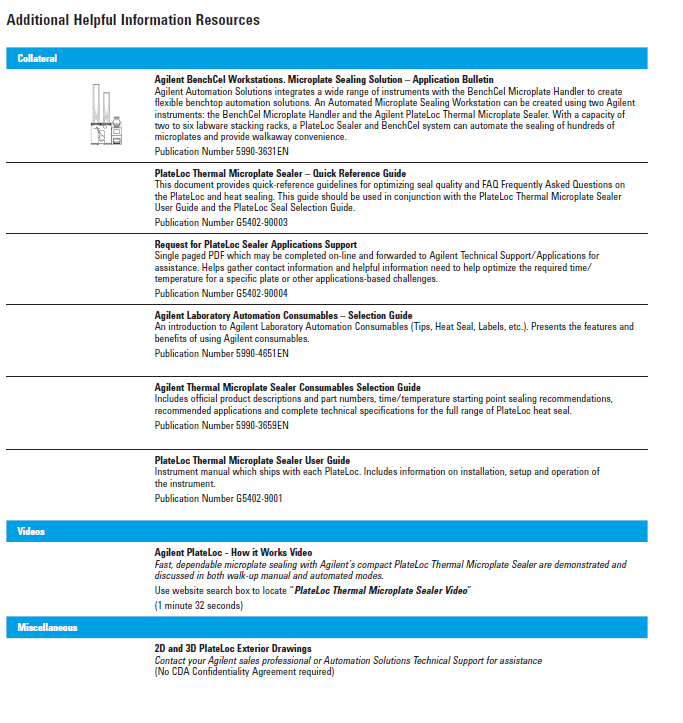 Additional Helpful Information Resources
Collateral
Agilent BenchCel Workstations. Microplate Sealing Solution – Application Bulletin
Agilent Automation Solutions integrates a wide range of instruments with the BenchCel Microplate Handler to create
flexible benchtop automation solutions. An Automated Microplate Sealing Workstation can be created using two Agilent
instruments: the BenchCel Microplate Handler and the Agilent PlateLoc Thermal Microplate Sealer. With a capacity of
two to six labware stacking racks, a PlateLoc Sealer and BenchCel system can automate the sealing of hundreds of
microplates and provide walkaway convenience.
Publication Number 5990-3631EN
PlateLoc Thermal Microplate Sealer – Quick Reference Guide
This document provides quick-reference guidelines for optimizing seal quality and FAQ Frequently Asked Questions on
the PlateLoc and heat sealing. This guide should be used in conjunction with the PlateLoc Thermal Microplate Sealer
User Guide and the PlateLoc Seal Selection Guide.
Publication Number G5402-90003
Request for PlateLoc Sealer Applications Support
Single paged PDF which may be completed on-line and forwarded to Agilent Technical Support/Applications for
assistance. Helps gather contact information and helpful information need to help optimize the required time/
temperature for a specific plate or other applications-based challenges.
Publication Number G5402-90004
Agilent Laboratory Automation Consumables – Selection Guide
An introduction to Agilent Laboratory Automation Consumables (Tips, Heat Seal, Labels, etc.). Presents the features and
benefits of using Agilent consumables.
Publication Number 5990-4651EN
Agilent Thermal Microplate Sealer Consumables Selection Guide
Includes official product descriptions and part numbers, time/temperature starting point sealing recommendations,
recommended applications and complete technical specifications for the full range of PlateLoc heat seal.
Publication Number 5990-3659EN
PlateLoc Thermal Microplate Sealer User Guide
Instrument manual which ships with each PlateLoc. Includes information on installation, setup and operation of
the instrument.
Publication Number G5402-9001
Videos
Agilent PlateLoc - How it Works Video
Fast, dependable microplate sealing with Agilent's compact PlateLoc Thermal Microplate Sealer are demonstrated and
discussed in both walk-up manual and automated modes.
Use website search box to locate "PlateLoc Thermal Microplate Sealer Video"
(1 minute 32 seconds)
Miscellaneous
2D and 3D PlateLoc Exterior Drawings
Contact your Agilent sales professional or Automation Solutions Technical Support for assistance
(No CDA Confidentiality Agreement required)